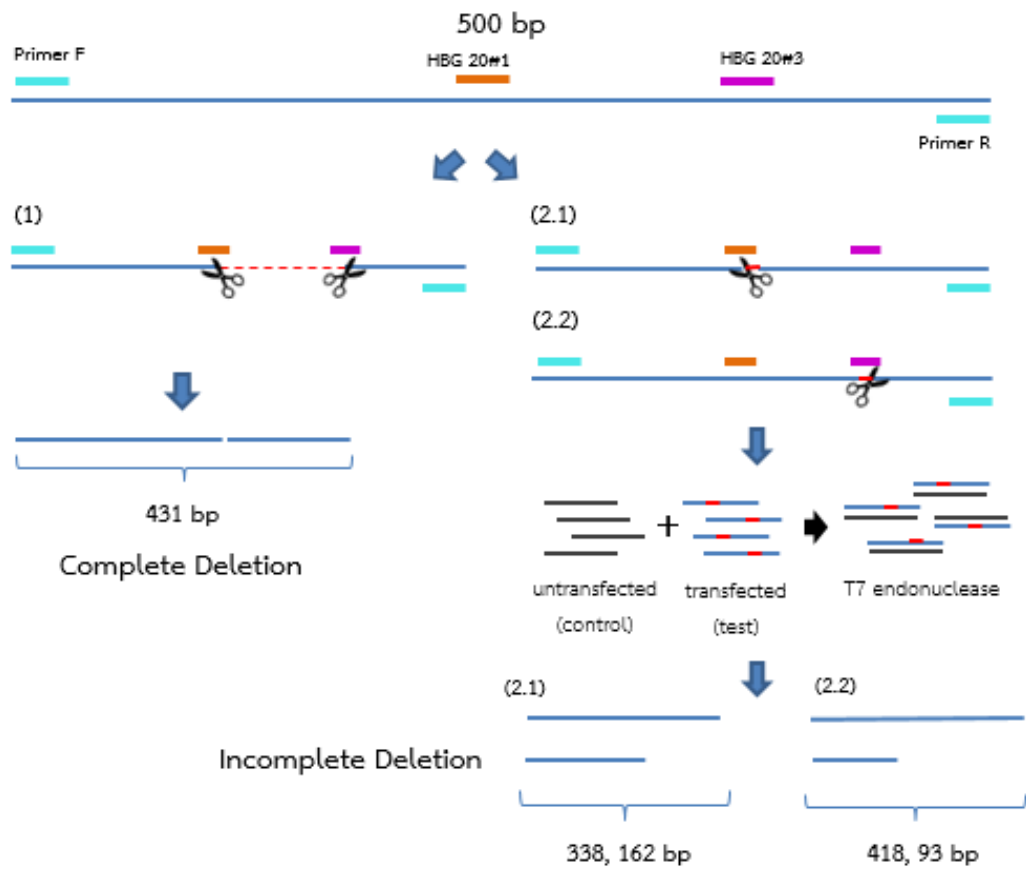 500 bp
Primer F
HBG 20#1
HBG 20#3
Primer R
(1)
(2.1)
(2.2)
431 bp
Complete Deletion
untransfected
(control)
transfected
(test)
T7 endonuclease
(2.1)
(2.2)
Incomplete Deletion
338, 162 bp
418, 93 bp